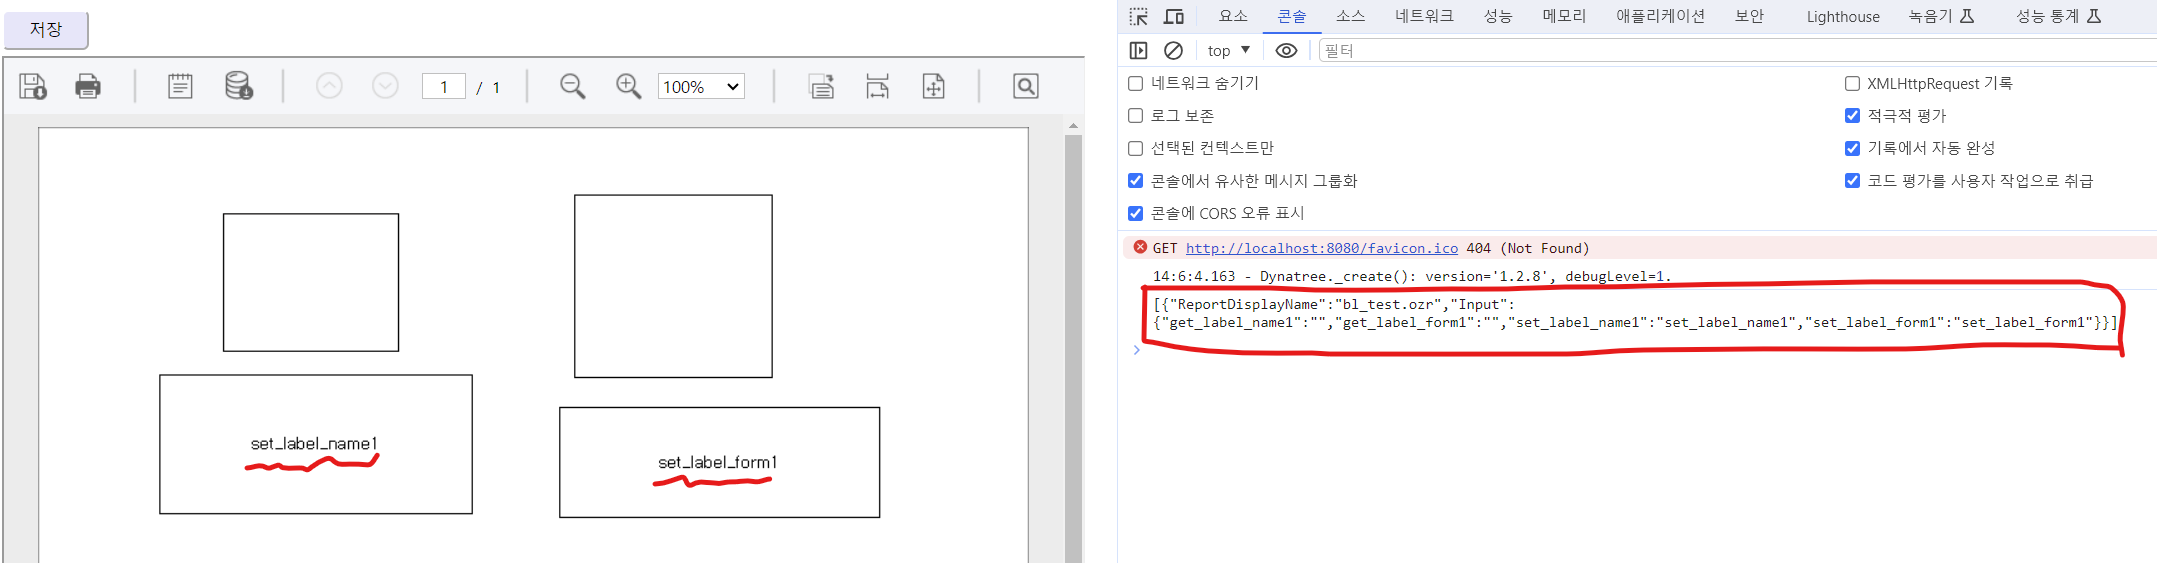 저장
1 / 1
100%
set_label_name1
set_label_form1
요소 콘솔 소스 네트워크 성능 메모리 애플리케이션 보안 Lighthouse 녹음기 성능 통계
top 필터
네트워크 숨기기
XMLHttpRequest 기록
로그 보존
적극적 평가
선택된 컨텍스트만
기록에서 자동 완성
콘솔에서 유사한 메시지 그룹화
코드 평가를 사용자 작업으로 취급
콘솔에 CORS 오류 표시
GET http://localhost:8080/favicon.ico 404 (Not Found)
14:6:4.163 - Dynatree._create(): version='1.2.8', debugLevel=1.
[{"ReportDisplayName":"bl_test.ozr","Input":
{"get_label_name1":"","get_label_form1":"","set_label_name1":"set_label_name1","set_label_form1":"set_label_form1"}}]